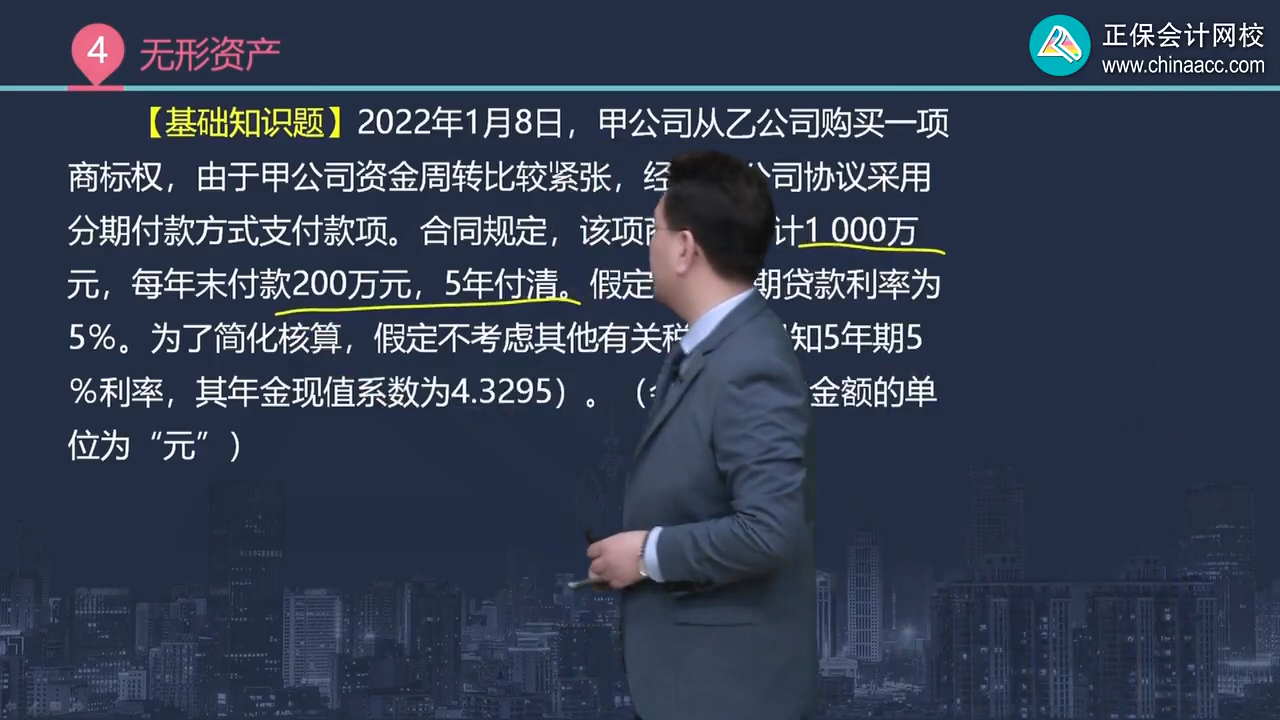 4 无形资产
正保会计网校
www.chinaacc.com
【基础知识题】2022年1月8日，甲公司从乙公司购买一项
商标权，由于甲公司资金周转比较紧张，经 公司协议采用
分期付款方式支付款项。合同规定，该项 计1 000万
元，每年末付款200万元，5年付清。假定 期贷款利率为
5%。为了简化核算，假定不考虑其他有关税 知5年期5
%利率，其年金现值系数为4.3295）。（ 金额的单
位为“元”）